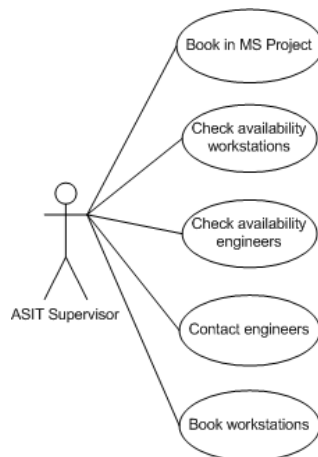 Book in MS Project
Check availability
workstations
Check availability
engineers
ASIT Supervisor
Contact engineers
Book workstations